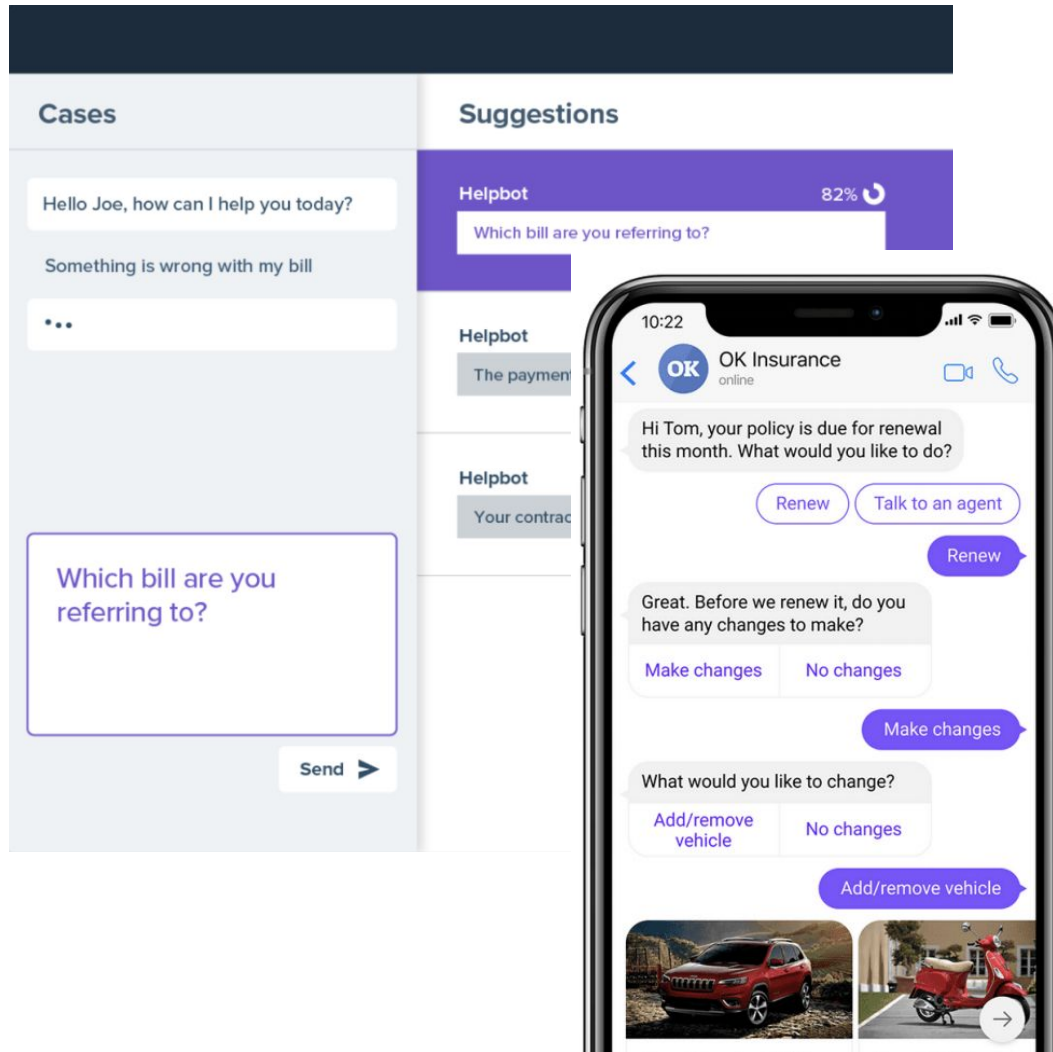 Cases
Hello Joe, how can I help you today?
Something is wrong with my bill
Which bill are you
referring to?
Send
Suggestions
Helpbot
82%
Which bill are you referring to?
Helpbot
The payment
Helpbot
Your
10:22
OK
OK Insurance
online
Hi Tom, your policy is due for renewal
this month. What would you like to do?
Renew
Talk to an agent
Renew
Great. Before we renew it, do you
have any changes to make?
Make changes
No changes
Make changes
What would you like to change?
Add/remove
vehicle
No changes
Add/remove vehicle